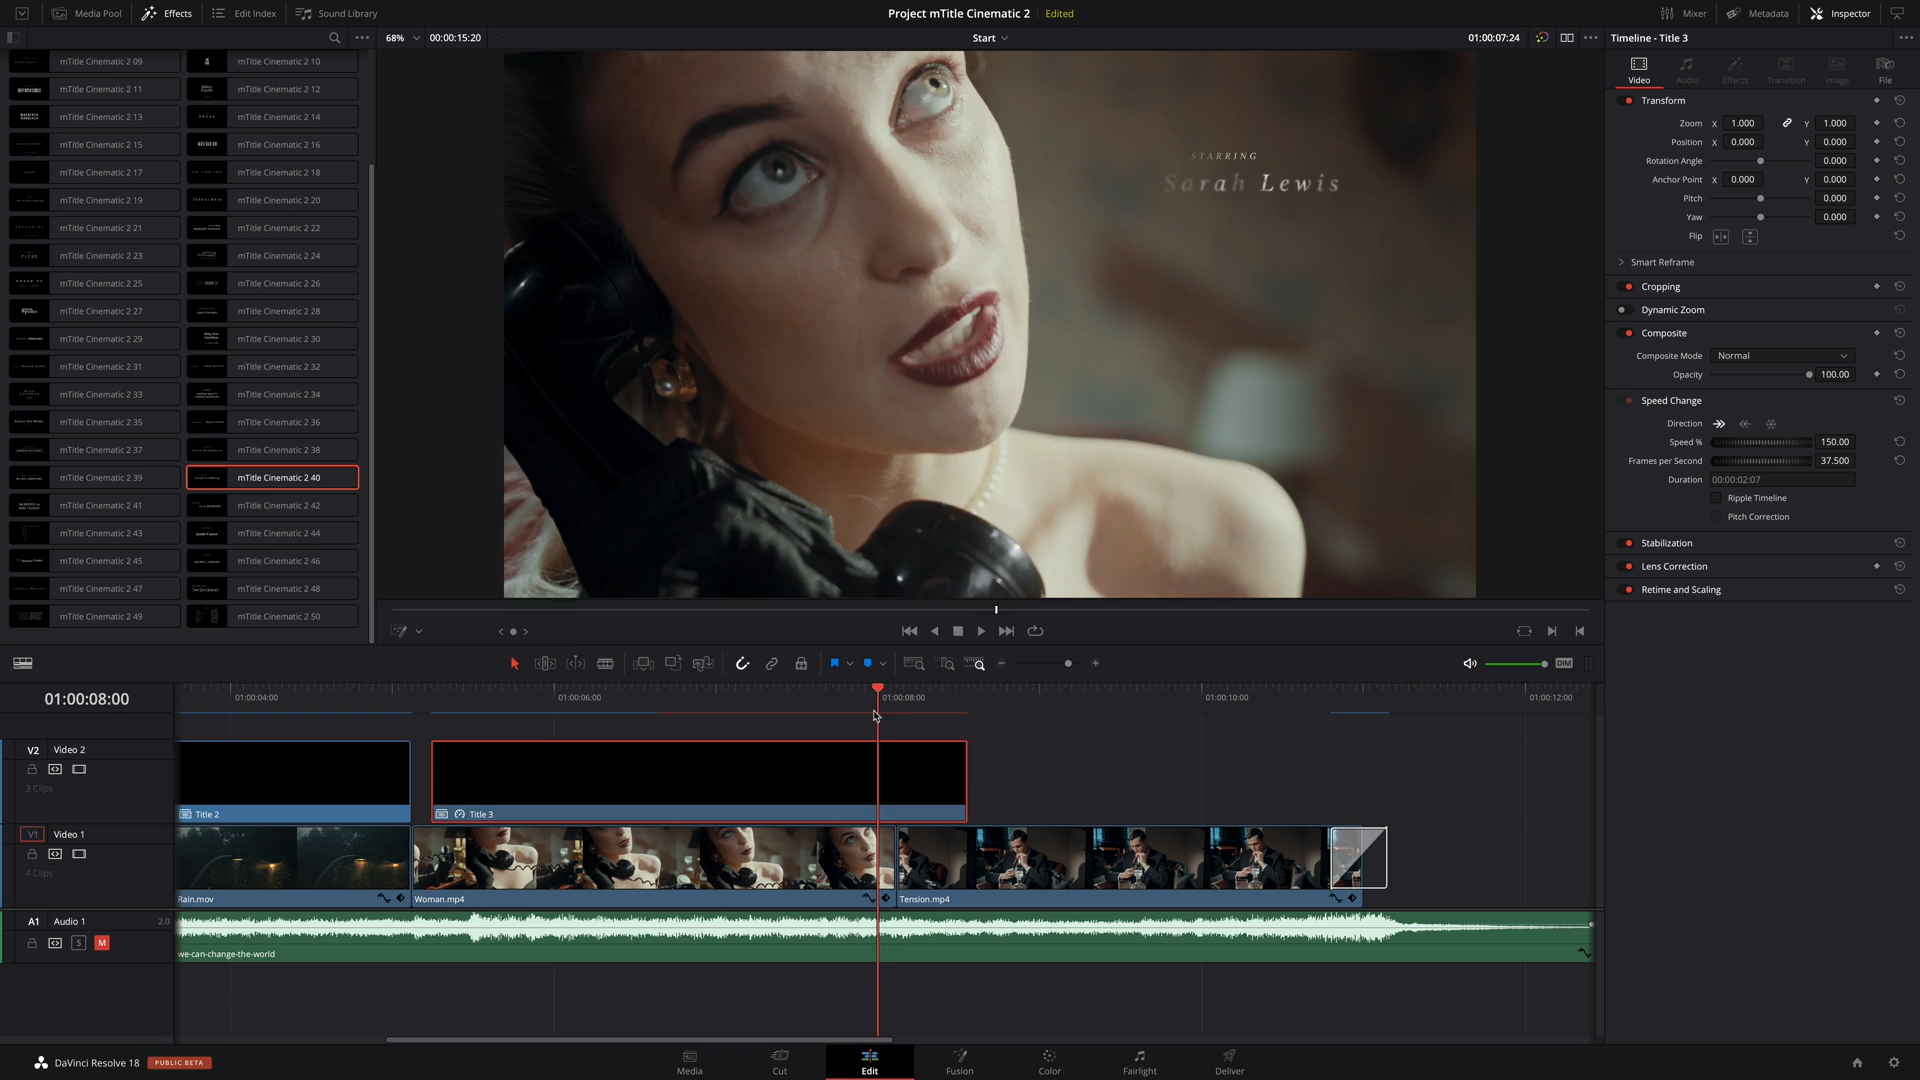 Media Pool
Effects
Edit Index
Sound Library
Project mTitle Cinematic 2
Edited
Mixer
Metadata
Inspector
68%
00:00:15:20
Start
01:00:07:24
Timeline - Title 3
mTitle Cinematic 2 09
mTitle Cinematic 2 10
mTitle Cinematic 2 11
mTitle Cinematic 2 12
mTitle Cinematic 2 13
mTitle Cinematic 2 14
mTitle Cinematic 2 15
mTitle Cinematic 2 16
mTitle Cinematic 2 17
mTitle Cinematic 2 18
mTitle Cinematic 2 19
mTitle Cinematic 2 20
mTitle Cinematic 2 21
mTitle Cinematic 2 22
mTitle Cinematic 2 23
mTitle Cinematic 2 24
mTitle Cinematic 2 25
mTitle Cinematic 2 26
mTitle Cinematic 2 27
mTitle Cinematic 2 28
mTitle Cinematic 2 29
mTitle Cinematic 2 30
mTitle Cinematic 2 31
mTitle Cinematic 2 32
mTitle Cinematic 2 33
mTitle Cinematic 2 34
mTitle Cinematic 2 35
mTitle Cinematic 2 36
mTitle Cinematic 2 37
mTitle Cinematic 2 38
mTitle Cinematic 2 39
mTitle Cinematic 2 40
mTitle Cinematic 2 41
mTitle Cinematic 2 42
mTitle Cinematic 2 43
mTitle Cinematic 2 44
mTitle Cinematic 2 45
mTitle Cinematic 2 46
mTitle Cinematic 2 47
mTitle Cinematic 2 48
mTitle Cinematic 2 49
mTitle Cinematic 2 50
STARRING
Sarah Lewis
Video
Audio
Effects
Transition
Image
File
Transform
Zoom X 1.000 Y 1.000
Position X 0.000 Y 0.000
Rotation Angle 0.000
Anchor Point X 0.000 Y 0.000
Pitch 0.000
Yaw 0.000
Flip
Smart Reframe
Cropping
Dynamic Zoom
Composite
Composite Mode Normal
Opacity 100.00
Speed Change
Direction
Speed % 150.00
Frames per Second 37.500
Duration 00:00:02:07
Ripple Timeline
Pitch Correction
Stabilization
Lens Correction
Retime and Scaling
DIM
01:00:08:00
01:00:04:00
01:00:06:00
01:00:08:00
01:00:10:00
01:00:12:00
V2 Video 2
3 Clips
Title 2
Title 3
V1 Video 1
4 Clips
Rain.mov
Woman.mp4
Tension.mp4
A1 Audio 1 2.0
S M
we-can-change-the-world
DaVinci Resolve 18
PUBLIC BETA
Media
Cut
Edit
Fusion
Color
Fairlight
Deliver